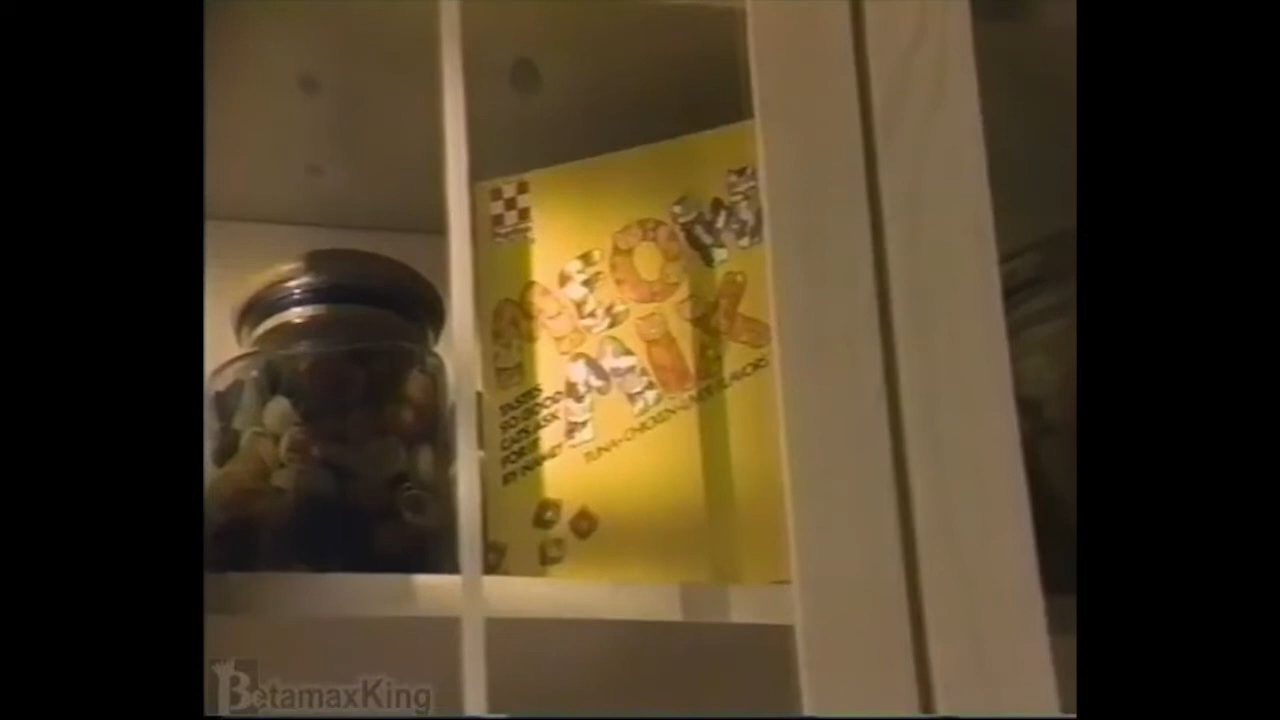 MEOW
MIX
TASTES
SO GOOD
CATS ASK
FOR IT
BY NAME!
TUNA • CHICKEN • LIVER FLAVORS
BetamaxKing